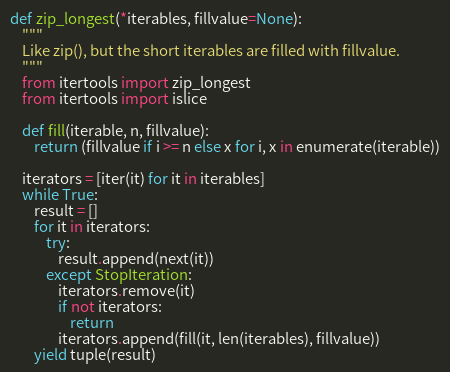 def zip_longest(*iterables, fillvalue=None):
    """
    Like zip(), but the short iterables are filled with fillvalue.
    """
    from itertools import zip_longest
    from itertools import islice

    def fill(iterable, n, fillvalue):
        return (fillvalue if i >= n else x for i, x in enumerate(iterable))

    iterators = [iter(it) for it in iterables]
    while True:
        result = []
        for it in iterators:
            try:
                result.append(next(it))
            except StopIteration:
                iterators.remove(it)
                if not iterators:
                    return
                iterators.append(fill(it, len(iterables), fillvalue))
        yield tuple(result)